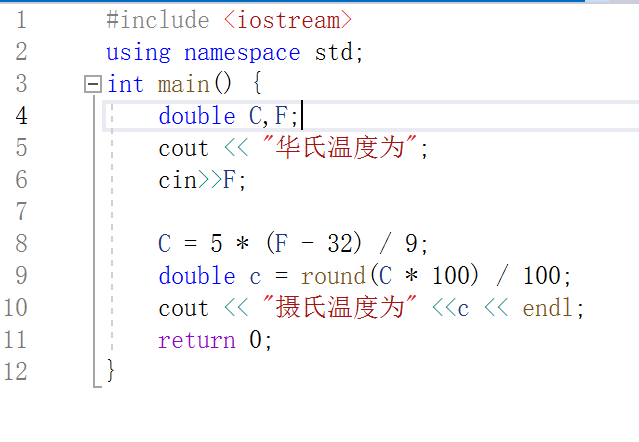 1 #include <iostream>
2 using namespace std;
3 int main() {
4 double C,F;
5 cout << "华氏温度为";
6 cin>>F;
7
8 C = 5 * (F - 32) / 9;
9 double c = round(C * 100) / 100;
10 cout << "摄氏温度为" <<c << endl;
11 return 0;
12 }